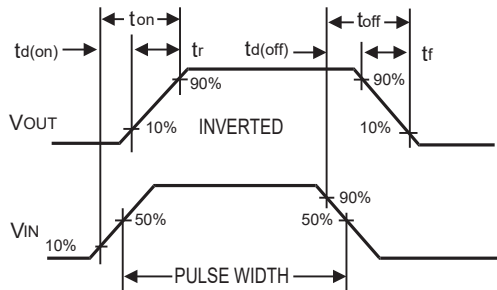 ton
toff
td(on)
tr
td(off)
tf
90%
90%
VOUT
10%
INVERTED
10%
90%
VIN
50%
50%
10%
PULSE WIDTH